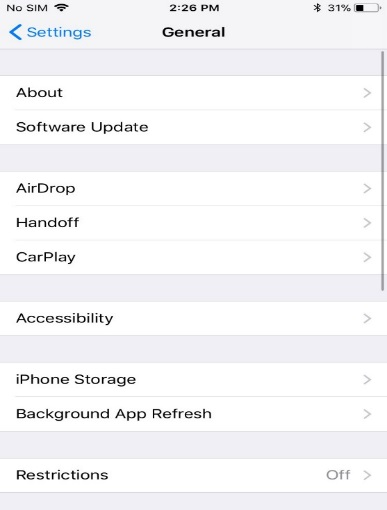 No SIM 2:26 PM 31%
Settings General
About
Software Update
AirDrop
Handoff
CarPlay
Accessibility
iPhone Storage
Background App Refresh
Restrictions Off